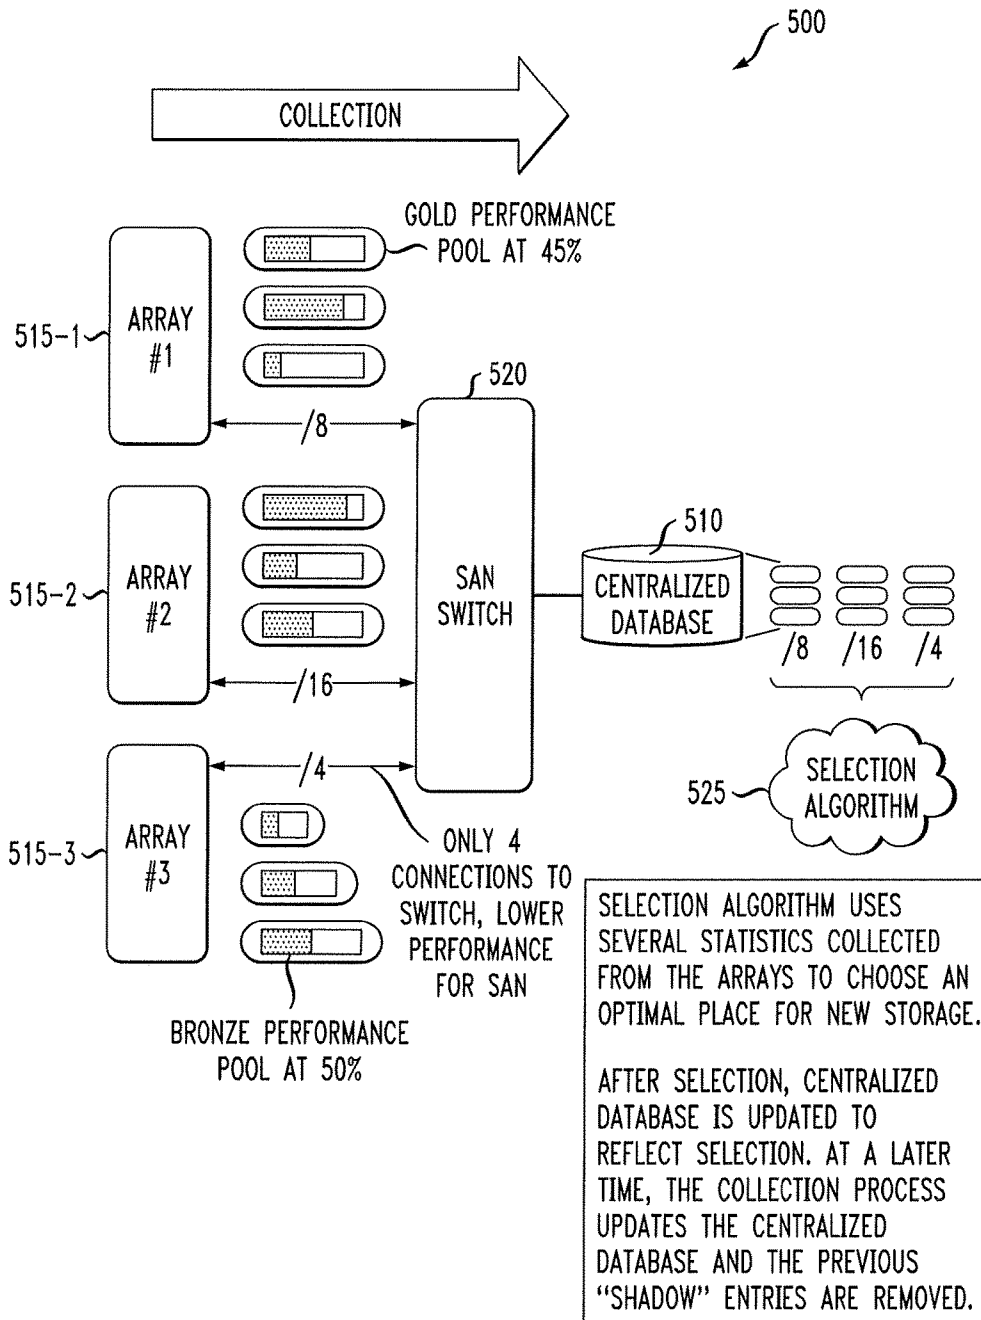 500
COLLECTION
GOLD PERFORMANCE
POOL AT 45%
515-1
ARRAY
#1
/8
520
515-2
ARRAY
#2
/16
SAN
SWITCH
510
CENTRALIZED
DATABASE
/8 /16 /4
525
SELECTION
ALGORITHM
515-3
ARRAY
#3
/4
ONLY 4
CONNECTIONS TO
SWITCH, LOWER
PERFORMANCE
FOR SAN
BRONZE PERFORMANCE
POOL AT 50%
SELECTION ALGORITHM USES
SEVERAL STATISTICS COLLECTED
FROM THE ARRAYS TO CHOOSE AN
OPTIMAL PLACE FOR NEW STORAGE.
AFTER SELECTION, CENTRALIZED
DATABASE IS UPDATED TO
REFLECT SELECTION. AT A LATER
TIME, THE COLLECTION PROCESS
UPDATES THE CENTRALIZED
DATABASE AND THE PREVIOUS
“SHADOW” ENTRIES ARE REMOVED.